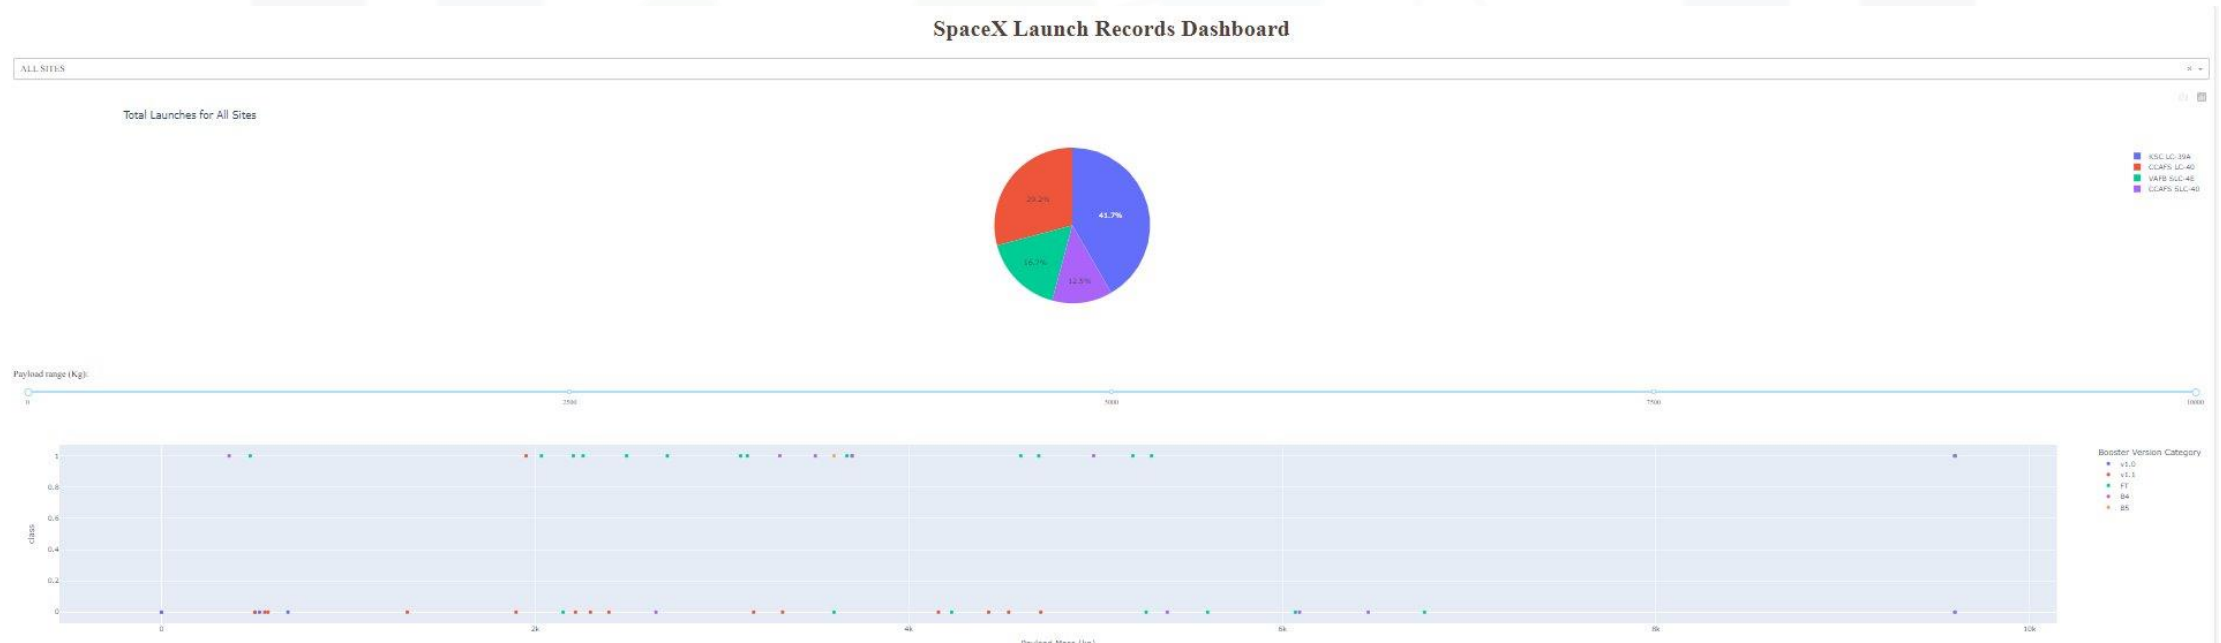 SpaceX Launch Records Dashboard
ALL SITES
Total Launches for All Sites
KSC LC-39A
CCAFS LC-40
VAFB SLC-4E
CCAFS SLC-40
29.2%
41.7%
16.7%
12.5%
Payload range (Kg):
0 2500 5000 7500 10000
Booster Version Category
v1.0
v1.1
FT
B4
B5
class
1
0.8
0.6
0.4
0.2
0
0 2k 4k 6k 8k 10k
Payload Mass (kg)